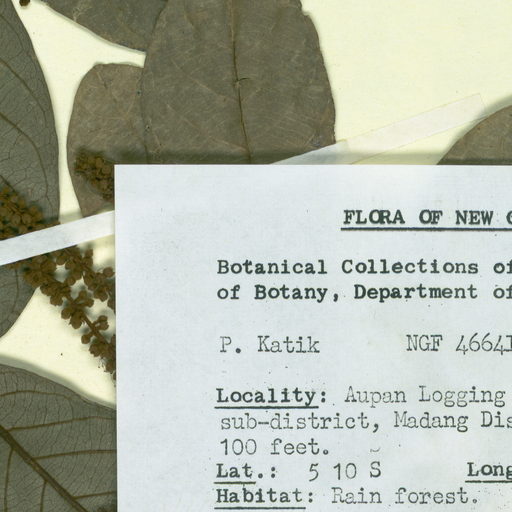 FLORA OF NEW
Botanical Collections of
of Botany, Department of
P. Katik NGF 46641
Locality: Aupan Logging
sub-district, Madang Dis
100 feet.
Lat.: 5 10 S Long
Habitat: Rain forest.